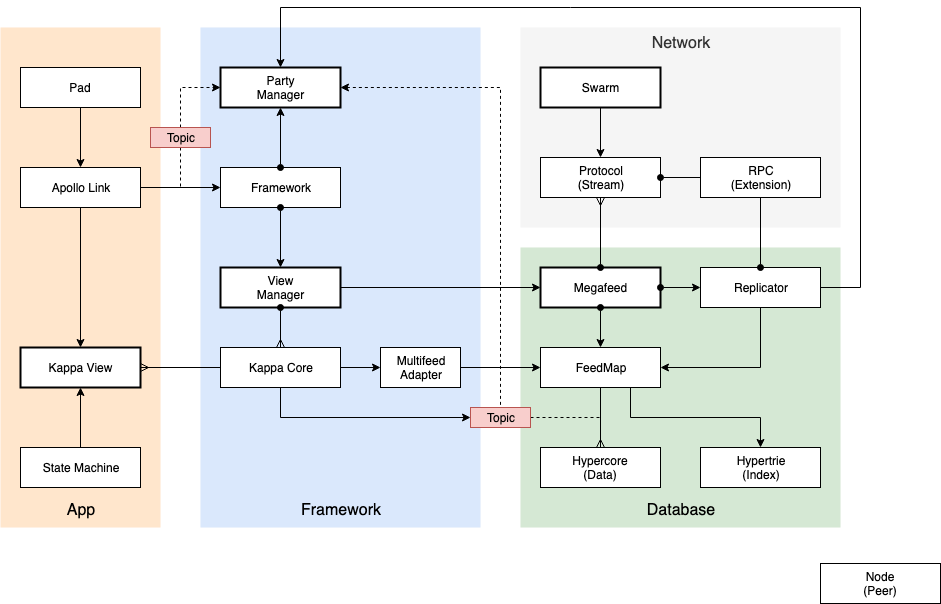 Network
Pad
Party
Manager
Swarm
Topic
Apollo Link
Framework
Protocol
(Stream)
RPC
(Extension)
View
Manager
Megafeed
Replicator
Kappa View
Kappa Core
Multifeed
Adapter
FeedMap
Topic
State Machine
Hypercore
(Data)
Hypertrie
(Index)
App
Framework
Database
Node
(Peer)